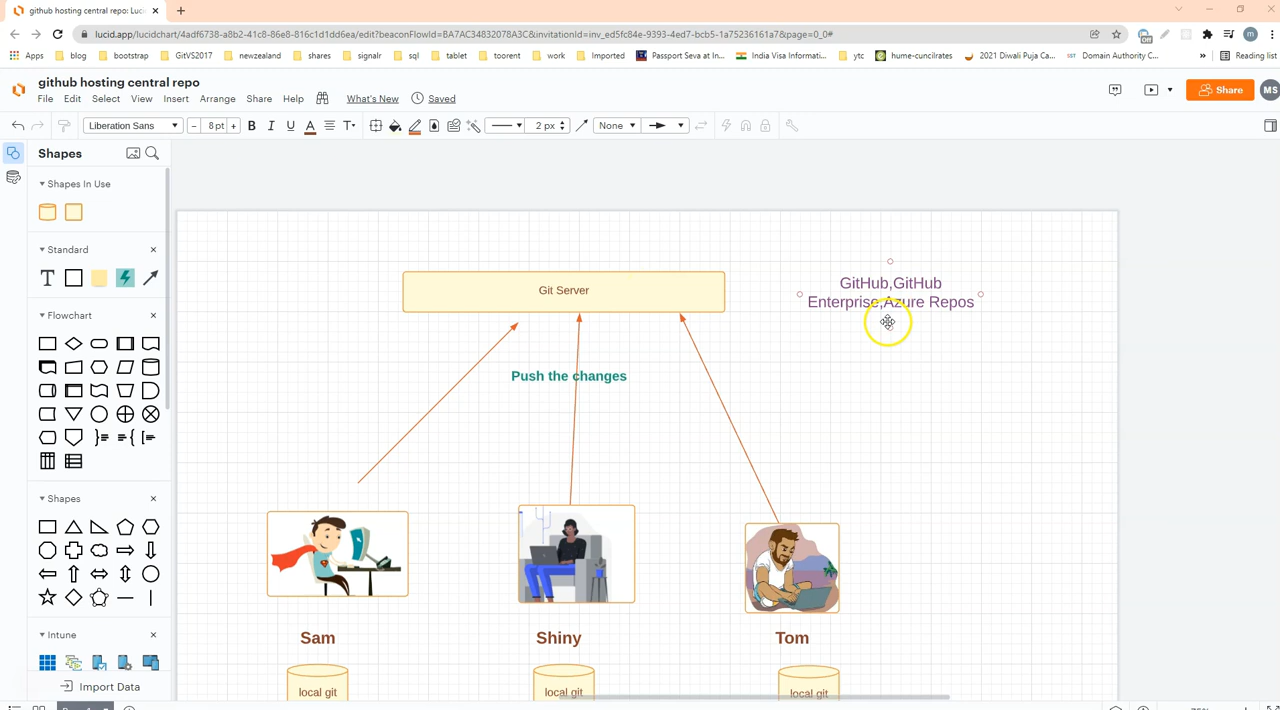 github hosting central repo: Luc
lucid.app/lucidchart/4adf6738-a8b2-41c8-86e8-816c1d1dd6ea/edit?beaconFlowId=BA7AC34832078A3C&invitationId=inv_ed5fc84e-9393-4ed7-bcb5-1a75236161a7&page=0_0#
Apps blog bootstrap GitVS2017 newzealand shares signalr sql toorent tablet work Imported Passport Seva at In... India Visa Informati... ytc hume-cuncilrates 2021 Diwali Puja Ca... Domain Authority C... » Reading list
github hosting central repo
File Edit Select View Insert Arrange Share Help What's New Saved
Share MS
Liberation Sans - 8 pt + B I U A T 2 px None
Shapes
Shapes In Use
Standard
T
Flowchart
Shapes
Intune
Import Data
Git Server
GitHub,GitHub
Enterprise,Azure Repos
Push the changes
Sam Shiny Tom
local git local git local git